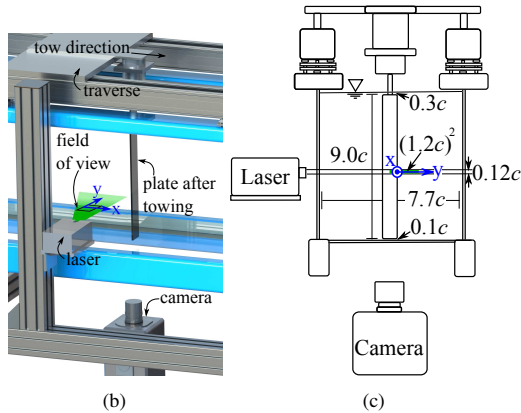 tow direction
traverse
field
of view
y
x
plate after
towing
laser
camera
(b)
0.3c
9.0c
(1.2c)²
x
y
Laser
0.12c
7.7c
0.1c
Camera
(c)